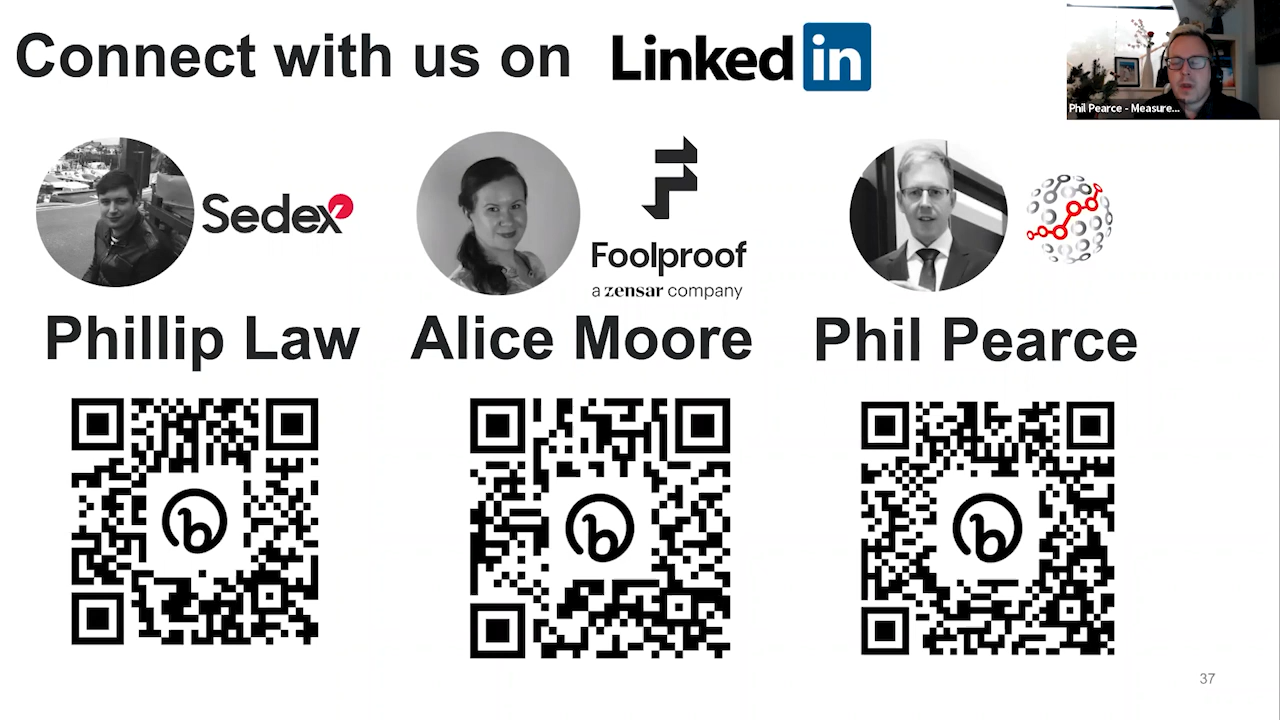 Connect with us on LinkedIn
Phil Pearce - Measure...
Sedex
Foolproof
a zensar company
Phillip Law
Alice Moore
Phil Pearce
37